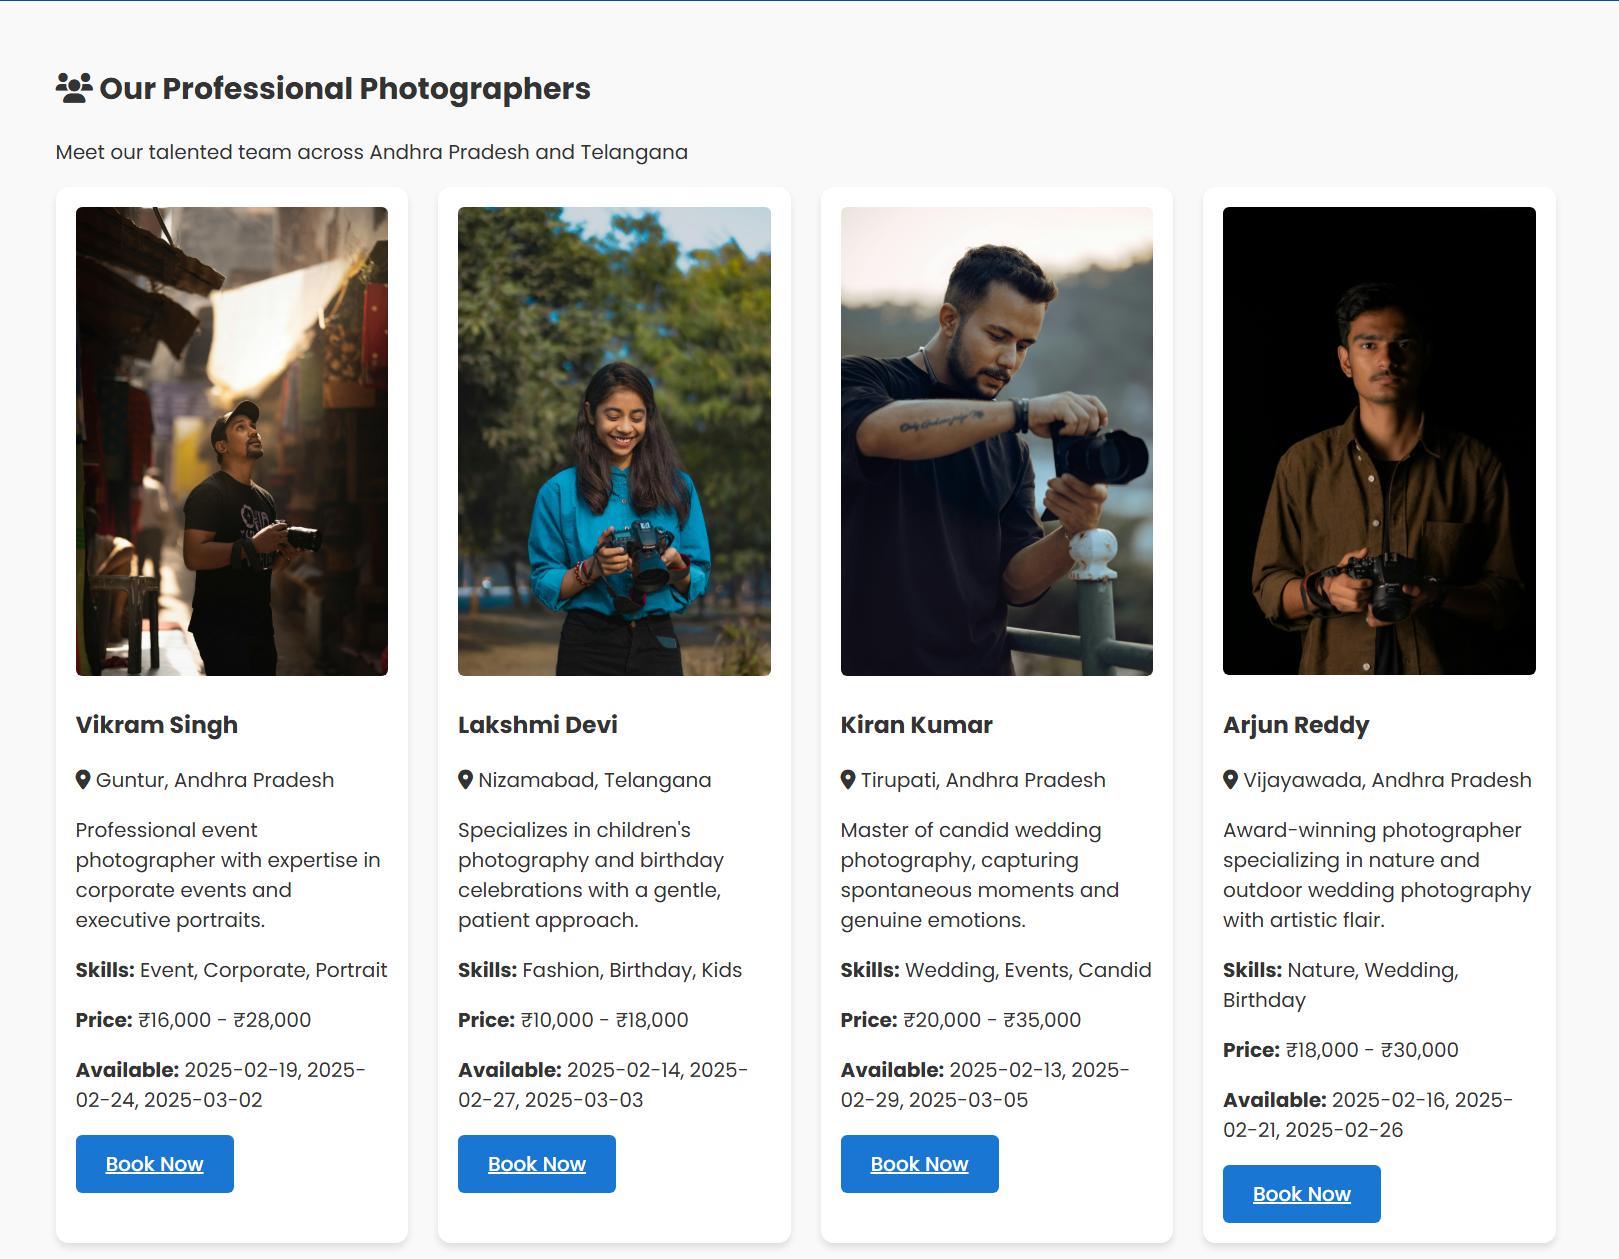 Our Professional Photographers
Meet our talented team across Andhra Pradesh and Telangana
Vikram Singh
Guntur, Andhra Pradesh
Professional event
photographer with expertise in
corporate events and
executive portraits.
Skills: Event, Corporate, Portrait
Price: ₹16,000 - ₹28,000
Available: 2025-02-19, 2025-
02-24, 2025-03-02
Book Now
Lakshmi Devi
Nizamabad, Telangana
Specializes in children's
photography and birthday
celebrations with a gentle,
patient approach.
Skills: Fashion, Birthday, Kids
Price: ₹10,000 - ₹18,000
Available: 2025-02-14, 2025-
02-27, 2025-03-03
Book Now
Kiran Kumar
Tirupati, Andhra Pradesh
Master of candid wedding
photography, capturing
spontaneous moments and
genuine emotions.
Skills: Wedding, Events, Candid
Price: ₹20,000 - ₹35,000
Available: 2025-02-13, 2025-
02-29, 2025-03-05
Book Now
Arjun Reddy
Vijayawada, Andhra Pradesh
Award-winning photographer
specializing in nature and
outdoor wedding photography
with artistic flair.
Skills: Nature, Wedding,
Birthday
Price: ₹18,000 - ₹30,000
Available: 2025-02-16, 2025-
02-21, 2025-02-26
Book Now